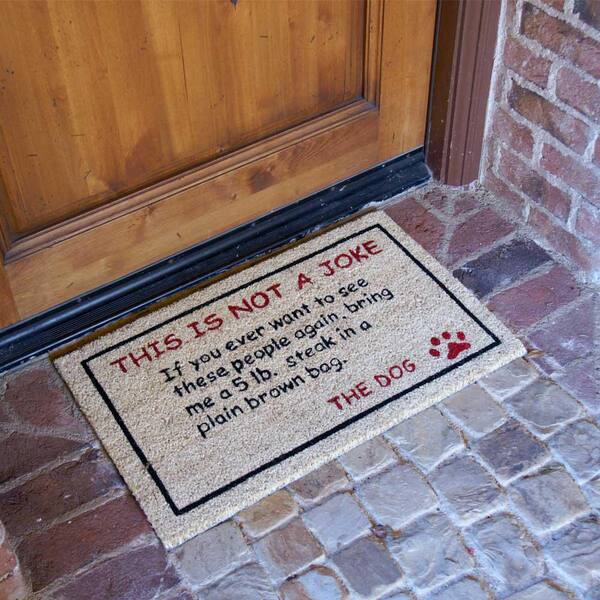 THIS IS NOT A JOKE
If you ever want to see
these people again, bring
me a 5 lb. steak in a
plain brown bag.
THE DOG